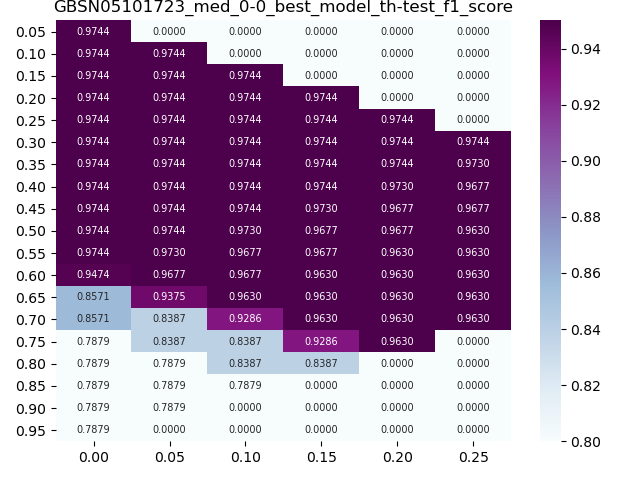 GBSN05101723_med_0-0_best_model_th-test_f1_score
0.05 0.9744 0.0000 0.0000 0.0000 0.0000 0.0000
0.10 0.9744 0.9744 0.0000 0.0000 0.0000 0.0000
0.15 0.9744 0.9744 0.9744 0.0000 0.0000 0.0000
0.20 0.9744 0.9744 0.9744 0.9744 0.0000 0.0000
0.25 0.9744 0.9744 0.9744 0.9744 0.9744 0.0000
0.30 0.9744 0.9744 0.9744 0.9744 0.9744 0.9744
0.35 0.9744 0.9744 0.9744 0.9744 0.9744 0.9730
0.40 0.9744 0.9744 0.9744 0.9744 0.9730 0.9677
0.45 0.9744 0.9744 0.9744 0.9730 0.9677 0.9677
0.50 0.9744 0.9744 0.9730 0.9677 0.9677 0.9630
0.55 0.9744 0.9730 0.9677 0.9677 0.9630 0.9630
0.60 0.9474 0.9677 0.9677 0.9630 0.9630 0.9630
0.65 0.8571 0.9375 0.9630 0.9630 0.9630 0.9630
0.70 0.8571 0.8387 0.9286 0.9630 0.9630 0.9630
0.75 0.7879 0.8387 0.8387 0.9286 0.9630 0.0000
0.80 0.7879 0.7879 0.8387 0.8387 0.0000 0.0000
0.85 0.7879 0.7879 0.7879 0.0000 0.0000 0.0000
0.90 0.7879 0.7879 0.0000 0.0000 0.0000 0.0000
0.95 0.7879 0.0000 0.0000 0.0000 0.0000 0.0000
0.00 0.05 0.10 0.15 0.20 0.25
0.94
0.92
0.90
0.88
0.86
0.84
0.82
0.80